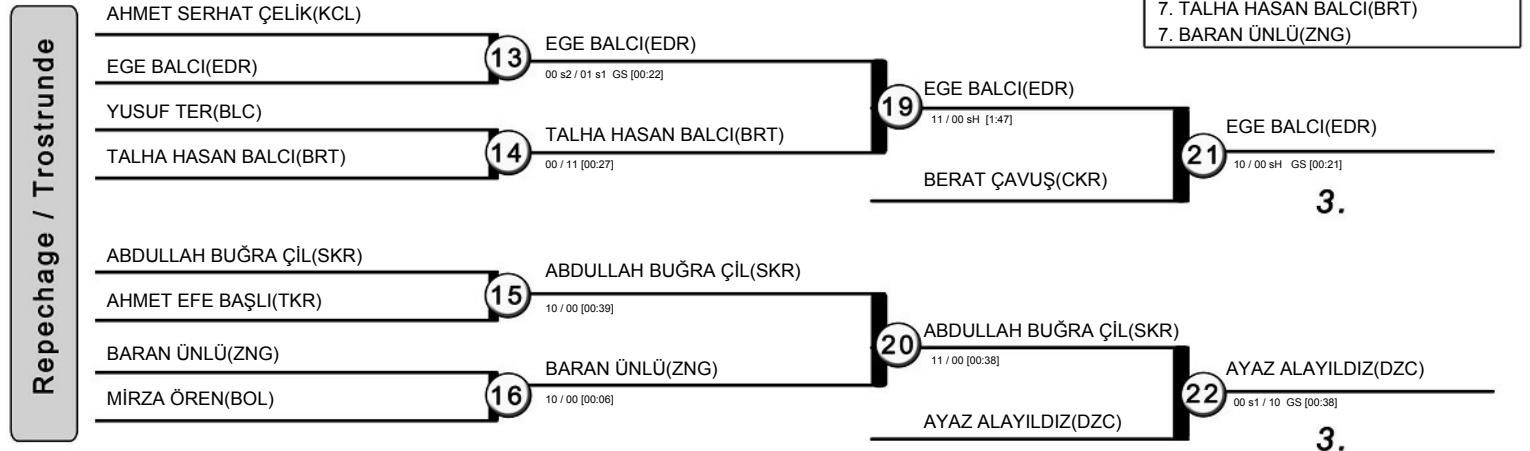 7. TALHA HASAN BALCI(BRT)
7. BARAN ÜNLÜ(ZNG)
Repechage / Trostrunde
AHMET SERHAT ÇELİK(KCL)
EGE BALCI(EDR)
YUSUF TER(BLC)
TALHA HASAN BALCI(BRT)
13
EGE BALCI(EDR)
00 s2 / 01 s1 GS [00:22]
14
TALHA HASAN BALCI(BRT)
00 / 11 [00:27]
19
EGE BALCI(EDR)
11 / 00 sH [1:47]
BERAT ÇAVUŞ(CKR)
21
EGE BALCI(EDR)
10 / 00 sH GS [00:21]
3.
ABDULLAH BUĞRA ÇİL(SKR)
AHMET EFE BAŞLI(TKR)
BARAN ÜNLÜ(ZNG)
MİRZA ÖREN(BOL)
15
ABDULLAH BUĞRA ÇİL(SKR)
10 / 00 [00:39]
16
BARAN ÜNLÜ(ZNG)
10 / 00 [00:06]
20
ABDULLAH BUĞRA ÇİL(SKR)
11 / 00 [00:38]
AYAZ ALAYILDIZ(DZC)
22
AYAZ ALAYILDIZ(DZC)
00 s1 / 10 GS [00:38]
3.